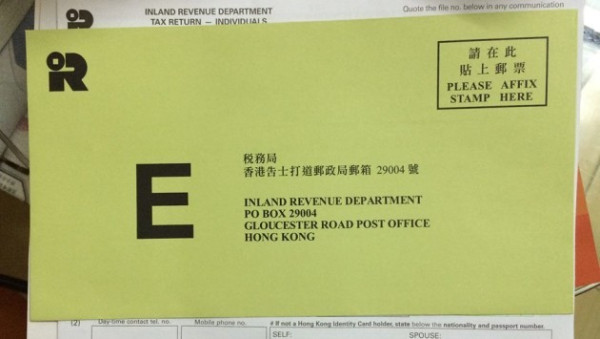 INLAND REVENUE DEPARTMENT
TAX RETURN — INDIVIDUALS
Quote the file no. below in any communication
IR
請在此
貼上郵票
PLEASE AFFIX
STAMP HERE
E
稅務局
香港告士打道郵政局郵箱 29004 號
INLAND REVENUE DEPARTMENT
PO BOX 29004
GLOUCESTER ROAD POST OFFICE
HONG KONG
(2) Day-time contact tel. no. Mobile phone no. # If not a Hong Kong Identity Card holder, state below the nationality and passport number.
SELF: SPOUSE: